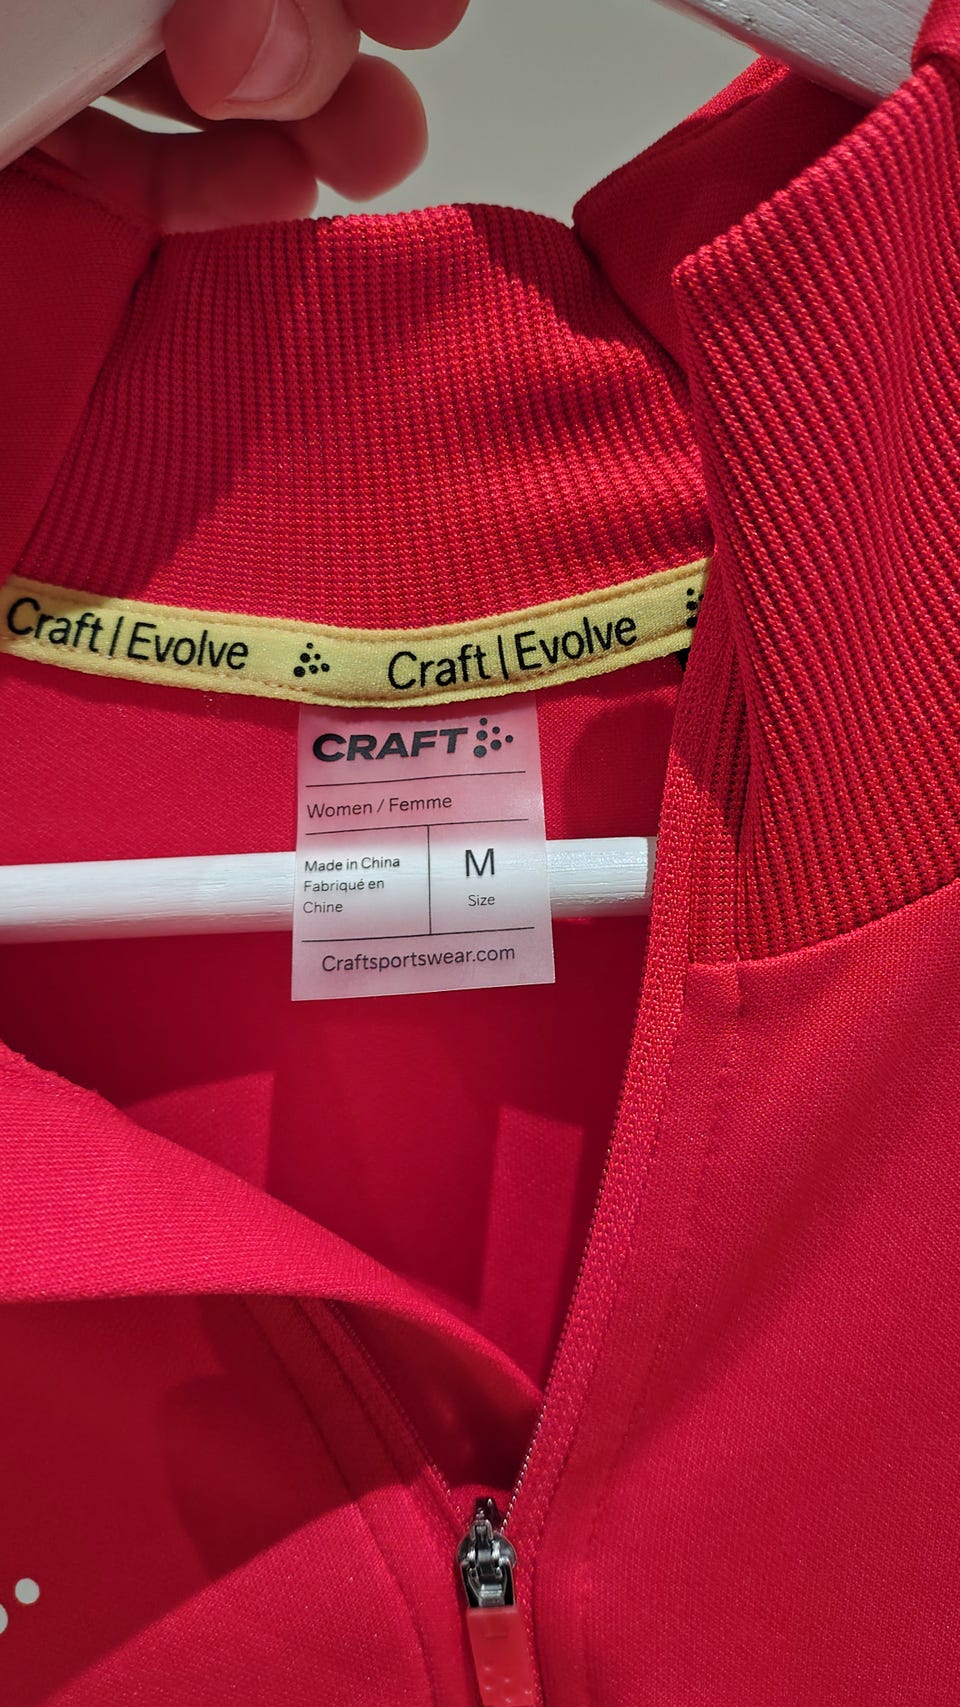 Craft | Evolve
Craft | Evolve
CRAFT
Women / Femme
Made in China
Fabriqué en
Chine
M
Size
Craftsportswear.com